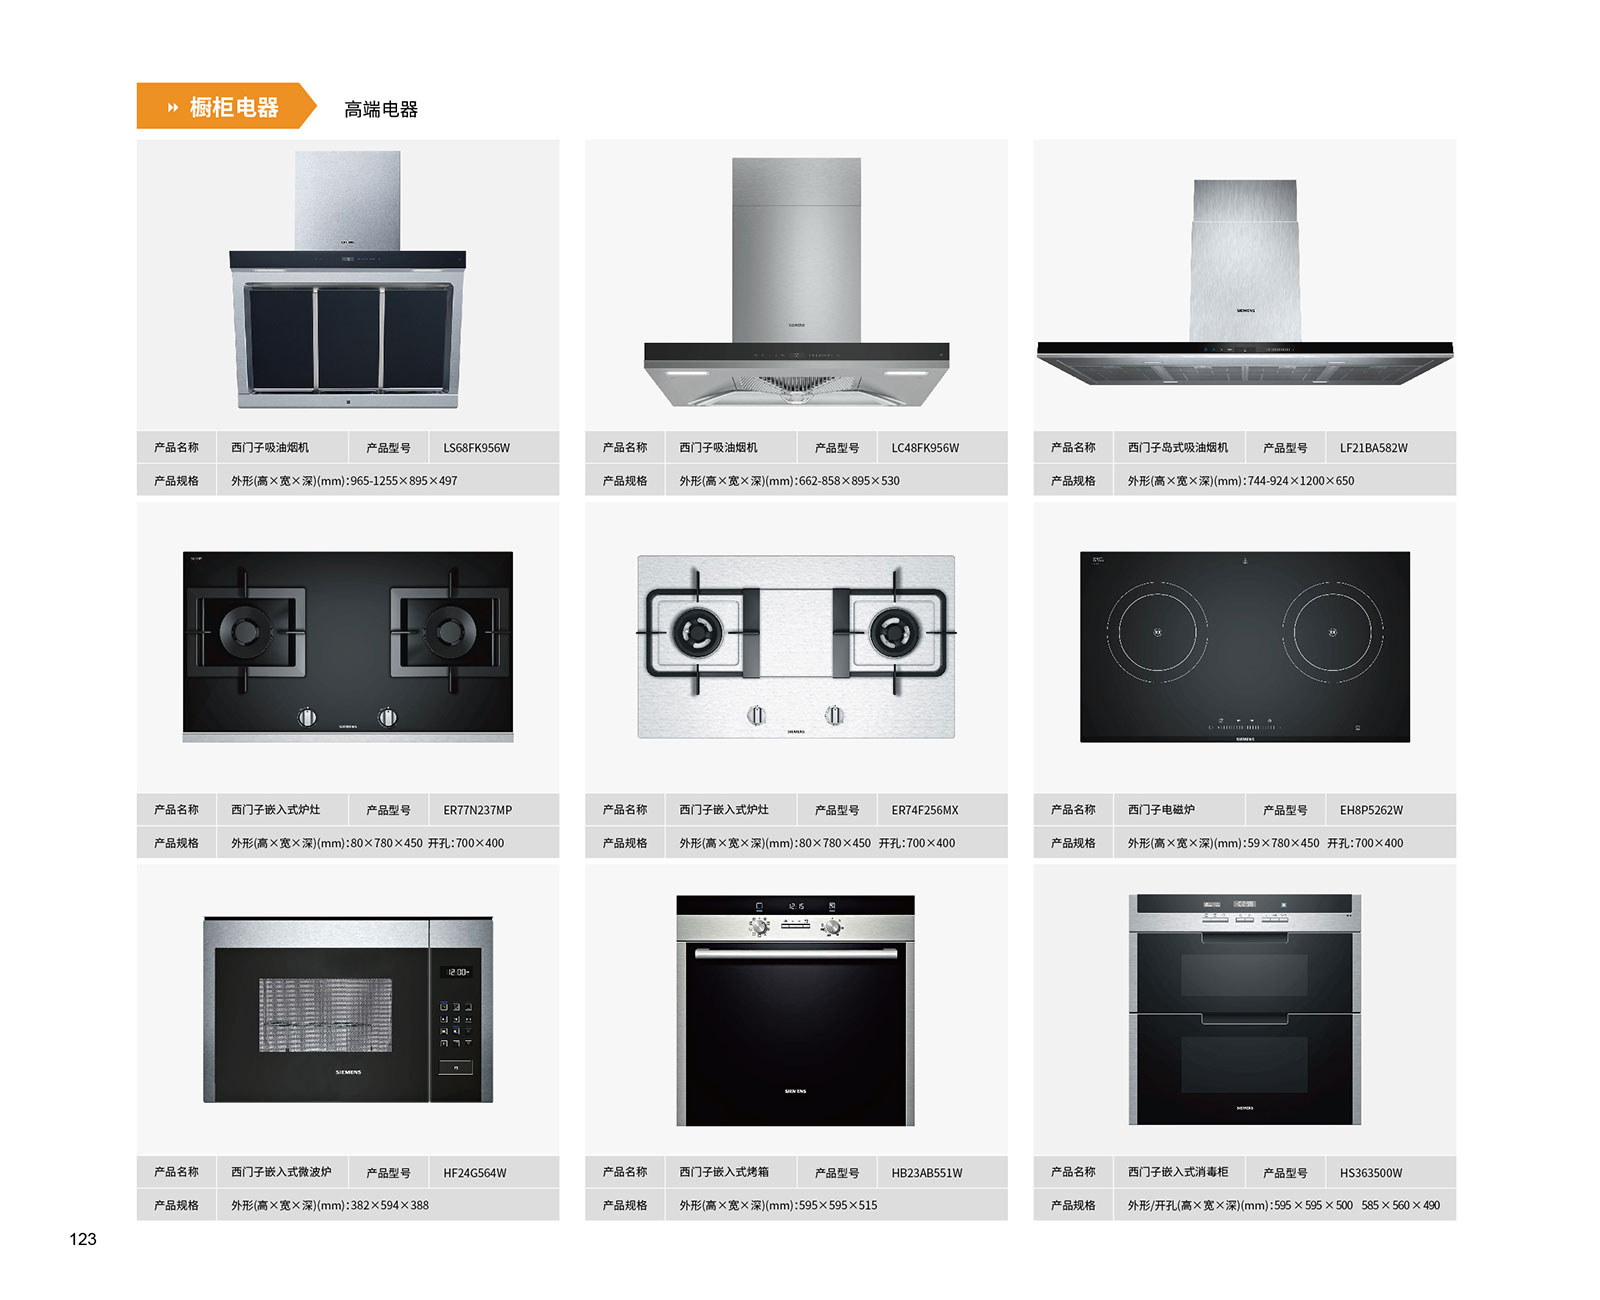 橱柜电器
高端电器
SIEMENS
产品名称 西门子吸油烟机 产品型号 LS68FK956W
产品规格 外形(高×宽×深)(mm):965-1255×895×497
产品名称 西门子吸油烟机 产品型号 LC48FK956W
产品规格 外形(高×宽×深)(mm):662-858×895×530
产品名称 西门子岛式吸油烟机 产品型号 LF21BA582W
产品规格 外形(高×宽×深)(mm):744-924×1200×650
SIEMENS
SIEMENS
SIEMENS
产品名称 西门子嵌入式炉灶 产品型号 ER77N237MP
产品规格 外形(高×宽×深)(mm):80×780×450 开孔:700×400
产品名称 西门子嵌入式炉灶 产品型号 ER74F256MX
产品规格 外形(高×宽×深)(mm):80×780×450 开孔:700×400
产品名称 西门子电磁炉 产品型号 EH8P5262W
产品规格 外形(高×宽×深)(mm):59×780×450 开孔:700×400
12:00
SIEMENS
12:15
SIEMENS
SIEMENS
产品名称 西门子嵌入式微波炉 产品型号 HF24G564W
产品规格 外形(高×宽×深)(mm):382×594×388
产品名称 西门子嵌入式烤箱 产品型号 HB23AB551W
产品规格 外形(高×宽×深)(mm):595×595×515
产品名称 西门子嵌入式消毒柜 产品型号 HS363500W
产品规格 外形/开孔(高×宽×深)(mm):595×595×500 585×560×490
123